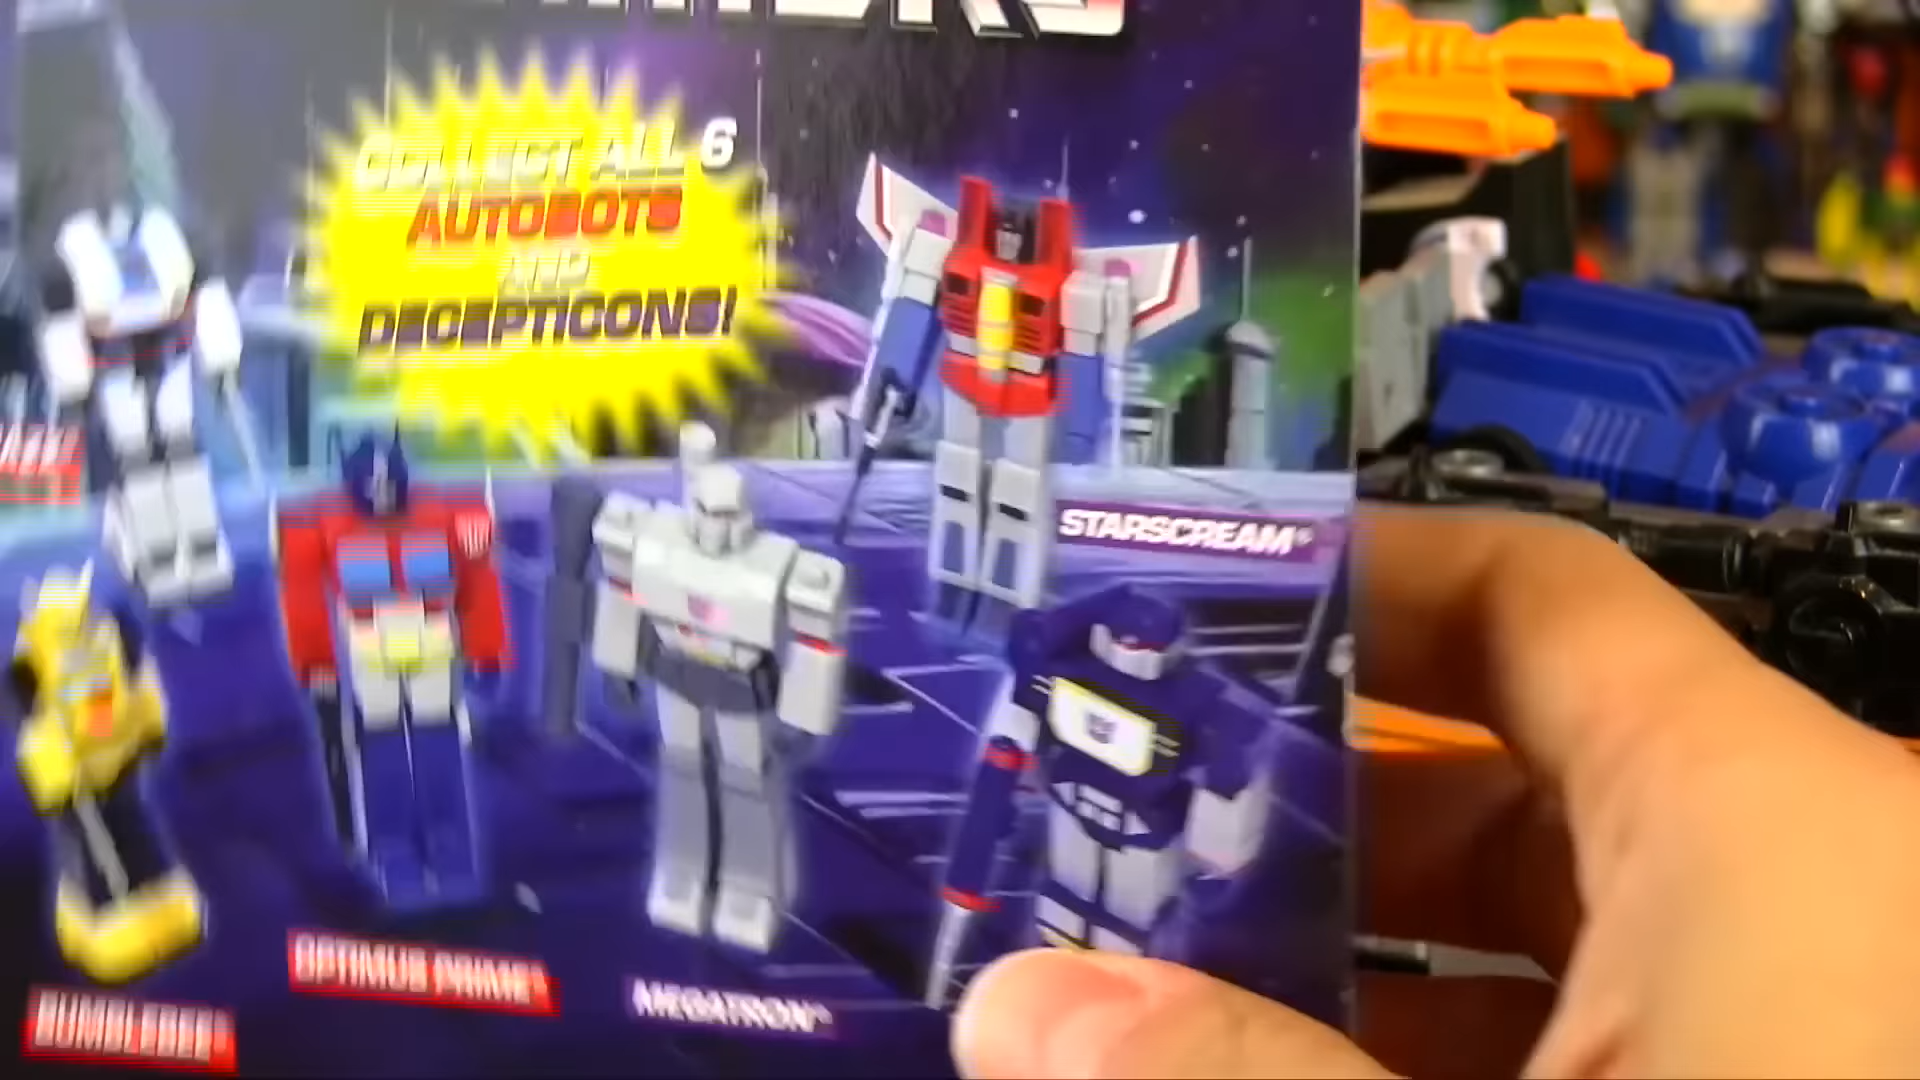 COLLECT ALL 6
AUTOBOTS
AND
DECEPTICONS!
STARSCREAM
OPTIMUS PRIME
MEGATRON
BUMBLEBEE